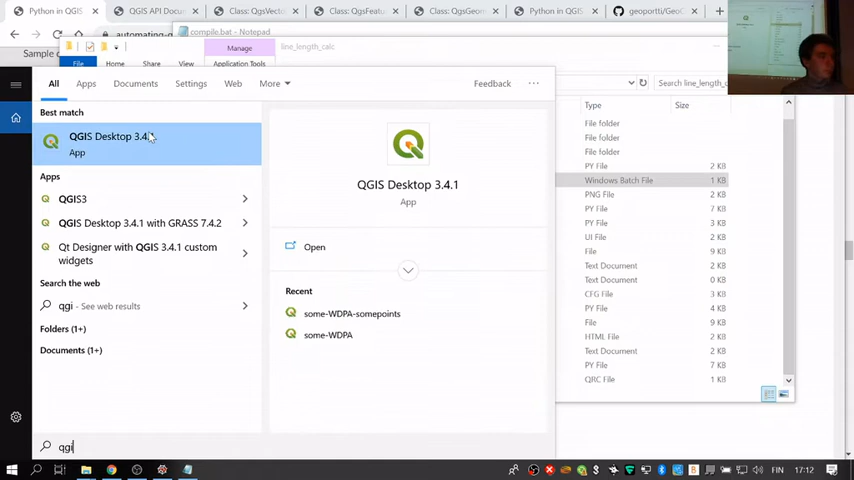 Python in QG
QGIS API Docu
Class: QgsVecto
Class: QgsFeatu
Class: QgsGeom
Python in QGIS
geoportti/GeoC
compile.bat - Notepad
automating-
Sample c
Manage
line_length_calc
File
Home
Share
View
Application Tools
All
Apps
Documents
Settings
Web
More
Feedback
Search line_length_c
Best match
QGIS Desktop 3.4.1
App
Apps
QGIS3
QGIS Desktop 3.4.1 with GRASS 7.4.2
Qt Designer with QGIS 3.4.1 custom
widgets
Search the web
qgi - See web results
Folders (1+)
Documents (1+)
qgi
QGIS Desktop 3.4.1
App
Open
Recent
some-WDPA-somepoints
some-WDPA
Type Size
File folder
File folder
File folder
PY File 2 KB
Windows Batch File 1 KB
PNG File 2 KB
PY File 7 KB
PY File 3 KB
UI File 2 KB
File 9 KB
Text Document 2 KB
Text Document 0 KB
CFG File 3 KB
PY File 4 KB
File 9 KB
HTML File 2 KB
Text Document 2 KB
PY File 7 KB
QRC File 1 KB
FIN 17:12